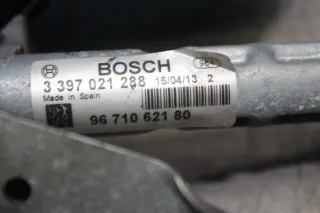 BOSCH
3 397 021 288 15/04/13 2
Made in Spain
96 710 621 80